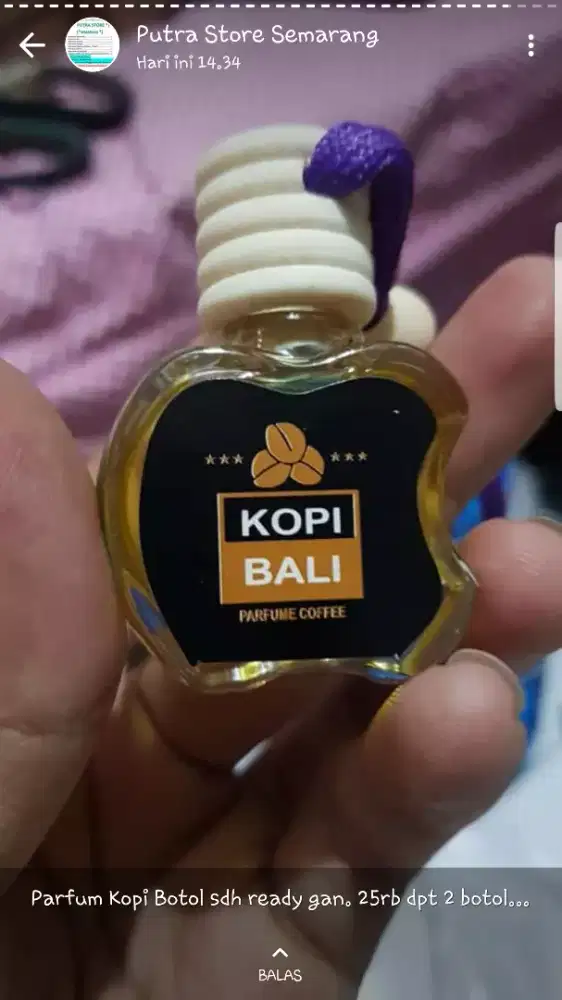 Putra Store Semarang
Hari ini 14.34
KOPI
BALI
PARFUME COFFEE
Parfum Kopi Botol sdh ready gan. 25rb dpt 2 botol...
BALAS